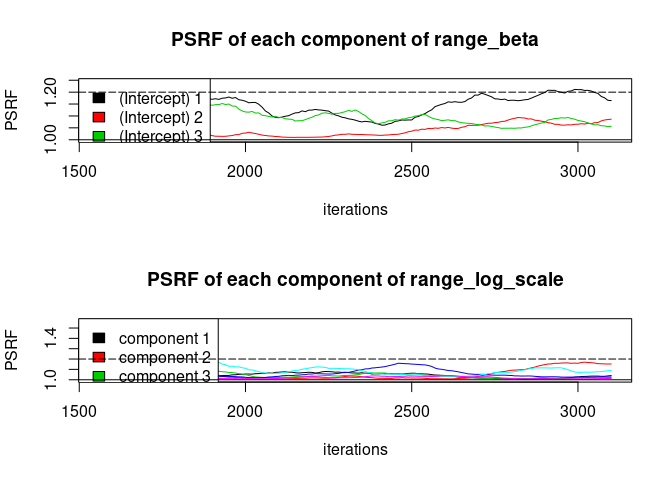 PSRF of each component of range_beta
PSRF
1.20
1.00
(Intercept) 1
(Intercept) 2
(Intercept) 3
1500 2000 2500 3000
iterations
PSRF of each component of range_log_scale
PSRF
1.4
1.0
component 1
component 2
component 3
1500 2000 2500 3000
iterations